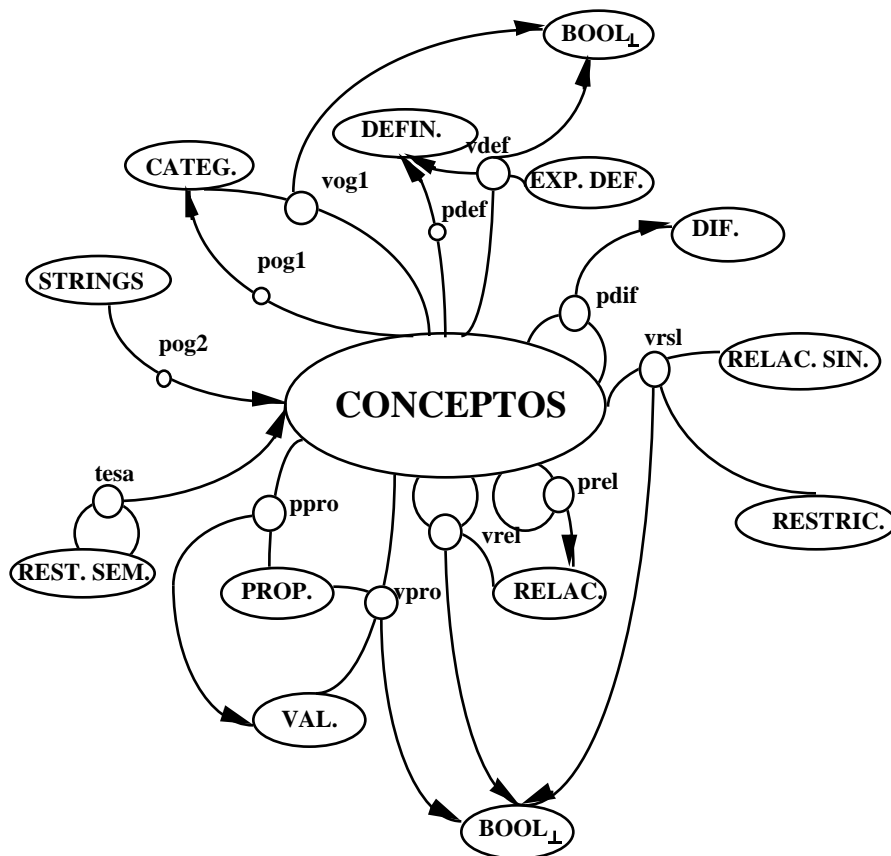 BOOL⊥
DEFIN.
vdef
CATEG.
vog1
EXP. DEF.
pdef
DIF.
pog1
STRINGS
pdif
pog2
vrsl
RELAC. SIN.
CONCEPTOS
tesa
prel
ppro
vrel
RESTRIC.
REST. SEM.
PROP.
vpro
RELAC.
VAL.
BOOL⊥